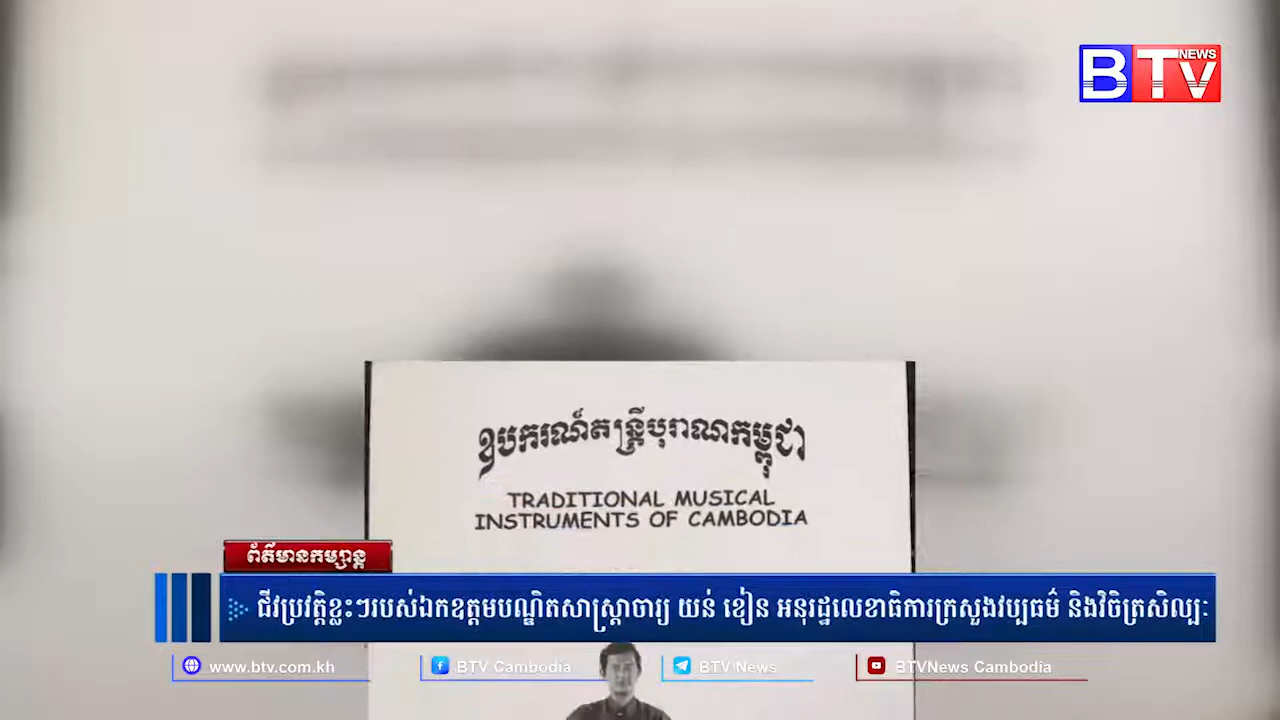 BTV NEWS
ឧបករណ៍តន្ត្រីបុរាណកម្ពុជា
TRADITIONAL MUSICAL
INSTRUMENTS OF CAMBODIA
ព័ត៌មានកម្សាន្ត
ជីវប្រវត្តិខ្លះៗរបស់ឯកឧត្តមបណ្ឌិតសាស្ត្រាចារ្យ យន់ ខៀន អនុរដ្ឋលេខាធិការក្រសួងវប្បធម៌ និងវិចិត្រសិល្បៈ
www.btv.com.kh
BTV Cambodia
BTV News
BTVNews Cambodia